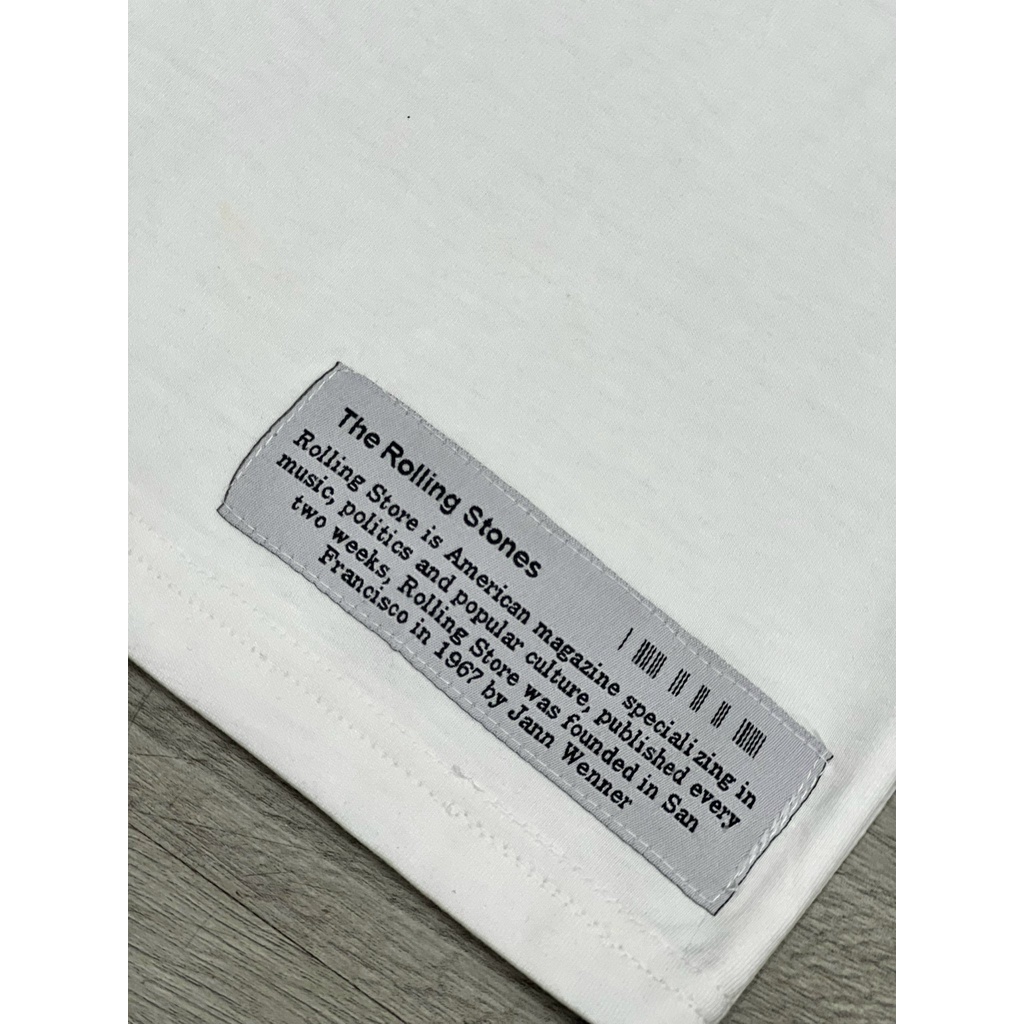 The Rolling Stones
Rolling Store is American magazine specializing in
music, politics and popular culture, published every
two weeks, Rolling Store was founded in San
Francisco in 1967 by Jann Wenner